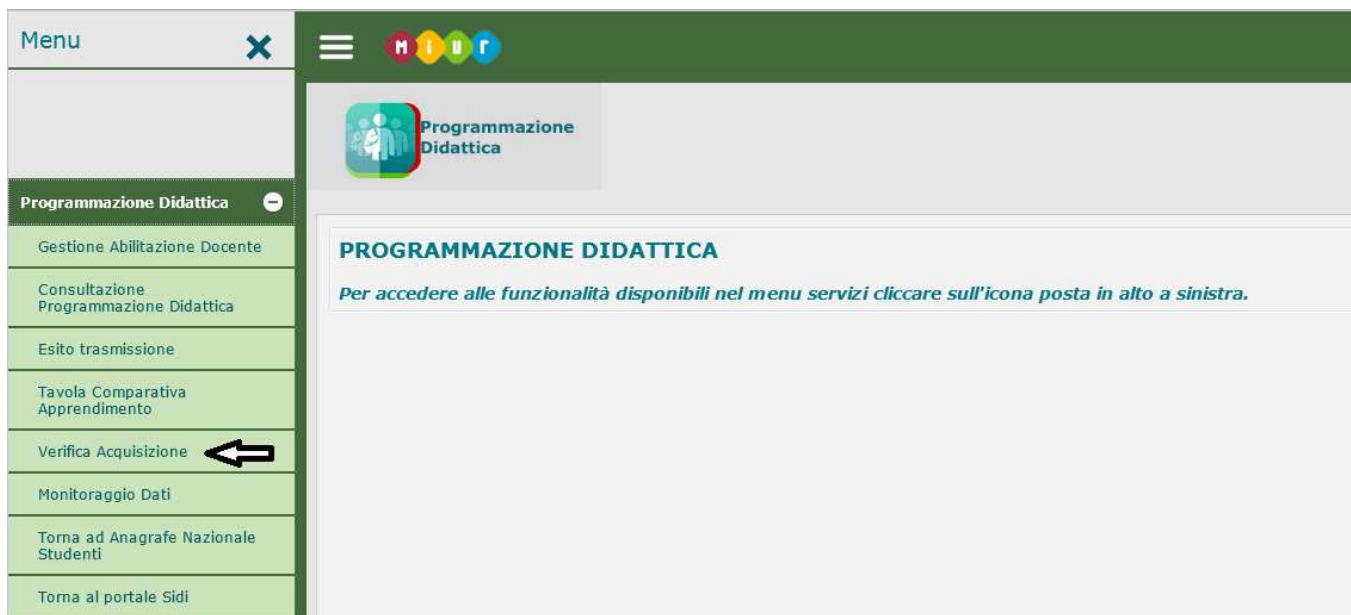 Menu
MIUR
Programmazione
Didattica
Programmazione Didattica
Gestione Abilitazione Docente
Consultazione
Programmazione Didattica
Esito trasmissione
Tavola Comparativa
Apprendimento
Verifica Acquisizione
Monitoraggio Dati
Torna ad Anagrafe Nazionale
Studenti
Torna al portale Sidi
PROGRAMMAZIONE DIDATTICA
Per accedere alle funzionalità disponibili nel menu servizi cliccare sull'icona posta in alto a sinistra.